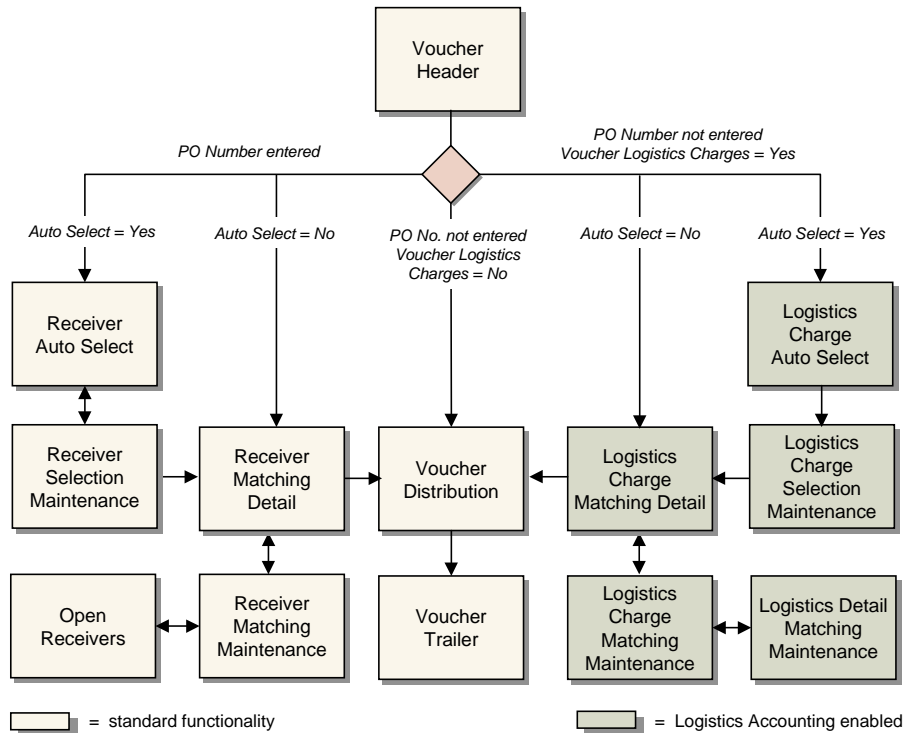 Voucher
Header
PO Number entered
PO Number not entered
Voucher Logistics Charges = Yes
Auto Select = Yes
Auto Select = No
PO No. not entered
Voucher Logistics
Charges = No
Auto Select = No
Auto Select = Yes
Receiver
Auto Select
Logistics
Charge
Auto Select
Receiver
Selection
Maintenance
Receiver
Matching
Detail
Voucher
Distribution
Logistics
Charge
Matching Detail
Logistics
Charge
Selection
Maintenance
Open
Receivers
Receiver
Matching
Maintenance
Voucher
Trailer
Logistics
Charge
Matching
Maintenance
Logistics Detail
Matching
Maintenance
= standard functionality
= Logistics Accounting enabled